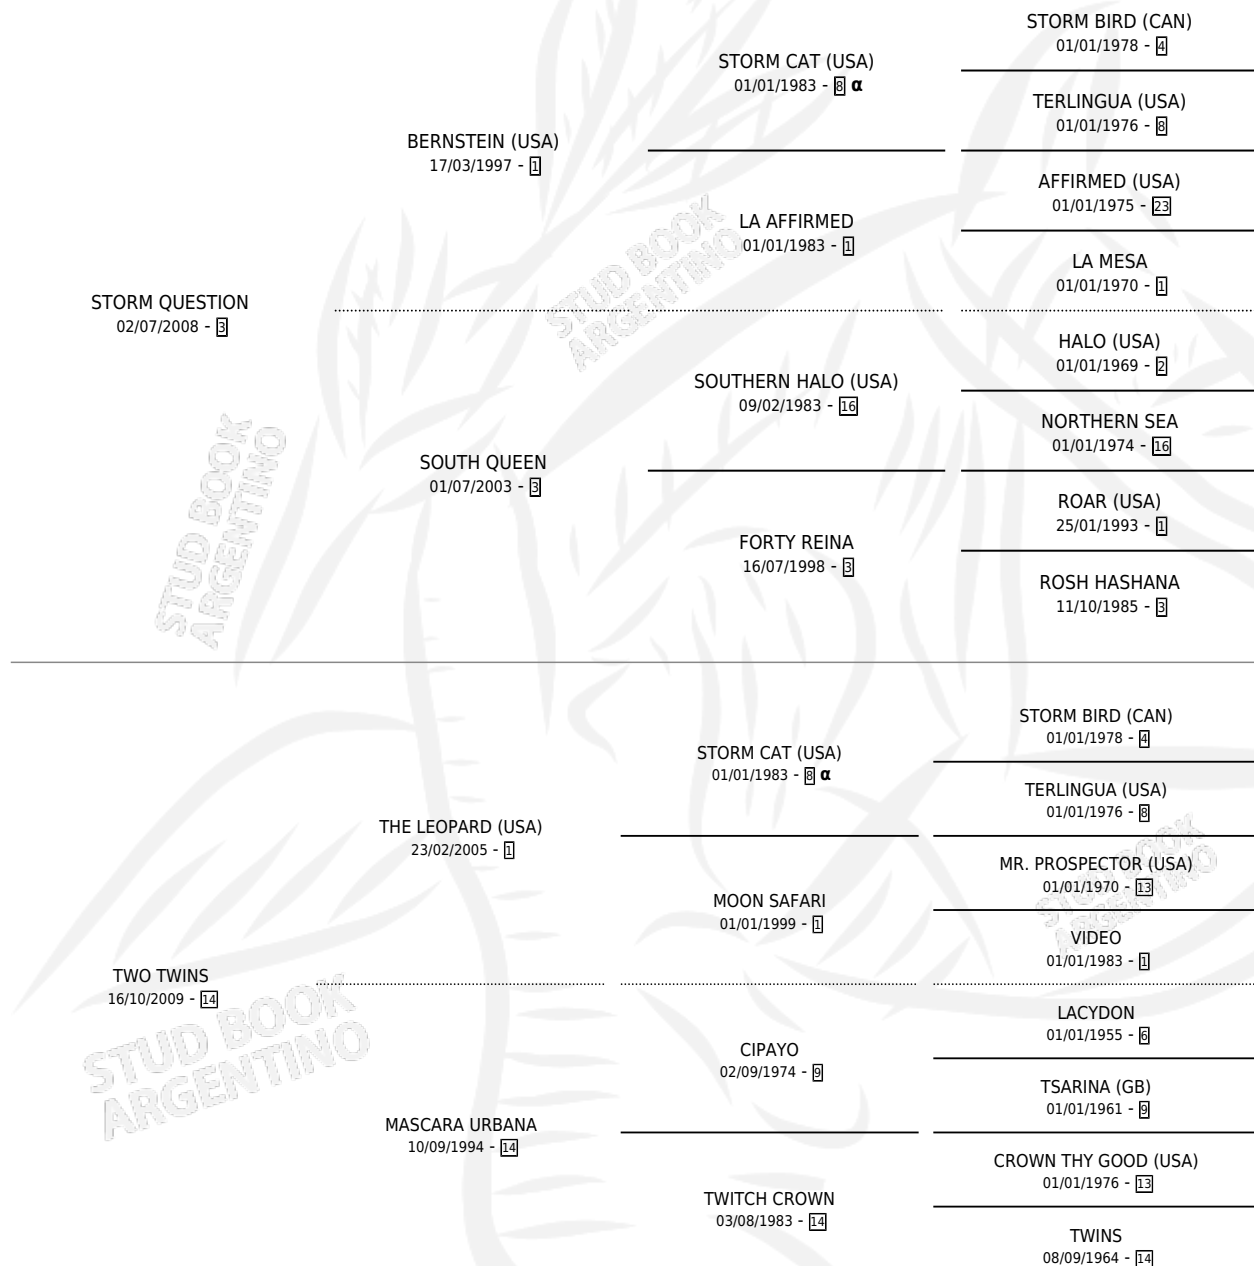 STORM BIRD (CAN)
01/01/1978 - 4
STORM CAT (USA)
01/01/1983 - 8 α
TERLINGUA (USA)
01/01/1976 - 8
BERNSTEIN (USA)
17/03/1997 - 1
AFFIRMED (USA)
01/01/1975 - 23
LA AFFIRMED
01/01/1983 - 1
LA MESA
01/01/1970 - 1
STORM QUESTION
02/07/2008 - 3
HALO (USA)
01/01/1969 - 2
SOUTHERN HALO (USA)
09/02/1983 - 16
NORTHERN SEA
01/01/1974 - 16
SOUTH QUEEN
01/07/2003 - 3
ROAR (USA)
25/01/1993 - 1
FORTY REINA
16/07/1998 - 3
ROSH HASHANA
11/10/1985 - 3
STUD BOOK
ARGENTINO
STUD BOOK
ARGENTINO
STORM BIRD (CAN)
01/01/1978 - 4
STORM CAT (USA)
01/01/1983 - 8 α
TERLINGUA (USA)
01/01/1976 - 8
THE LEOPARD (USA)
23/02/2005 - 1
MR. PROSPECTOR (USA)
01/01/1970 - 13
MOON SAFARI
01/01/1999 - 1
VIDEO
01/01/1983 - 1
TWO TWINS
16/10/2009 - 14
LACYDON
01/01/1955 - 6
CIPAYO
02/09/1974 - 9
TSARINA (GB)
01/01/1961 - 9
MASCARA URBANA
10/09/1994 - 14
CROWN THY GOOD (USA)
01/01/1976 - 13
TWITCH CROWN
03/08/1983 - 14
TWINS
08/09/1964 - 14
STUD BOOK
ARGENTINO
STUD BOOK
ARGENTINO